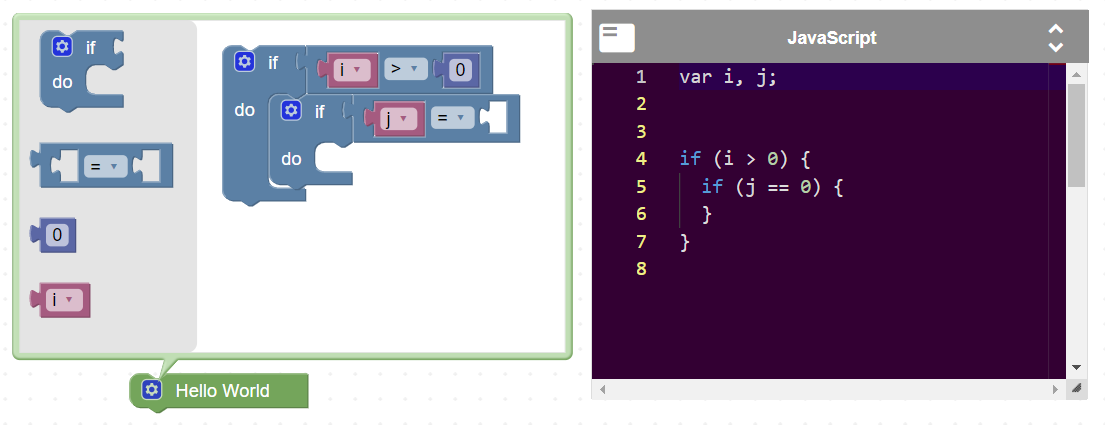 if
do
=
0
i
if i > 0
do if j =
do
Hello World
JavaScript
1 var i, j;
2
3
4 if (i > 0) {
5 if (j == 0) {
6 }
7 }
8